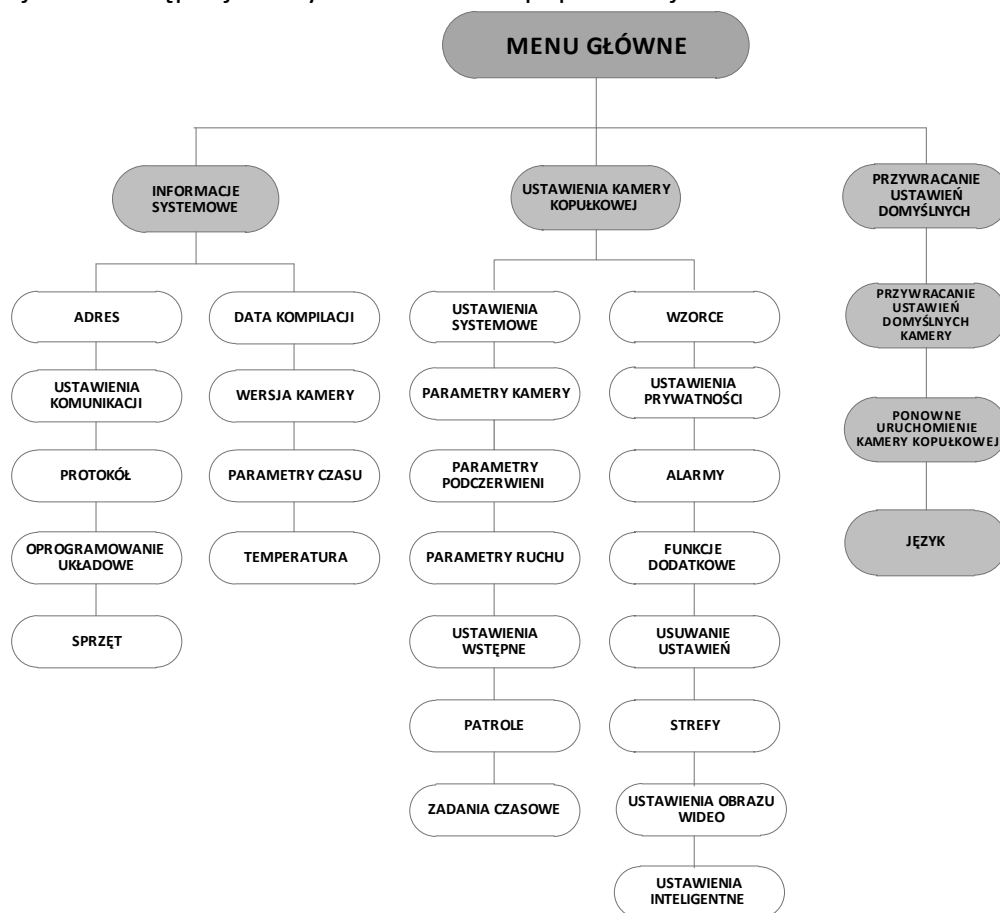 MENU GŁÓWNE
INFORMACJE
SYSTEMOWE
ADRES
USTAWIENIA
KOMUNIKACJI
PROTOKÓŁ
OPROGRAMOWANIE
UKŁADOWE
SPRZĘT
DATA KOMPILACJI
WERSJA KAMERY
PARAMETRY CZASU
TEMPERATURA
USTAWIENIA KAMERY
KOPUŁKOWEJ
USTAWIENIA
SYSTEMOWE
PARAMETRY KAMERY
PARAMETRY
PODCZERWIENI
PARAMETRY RUCHU
USTAWIENIA
WSTĘPNE
PATROLE
ZADANIA CZASOWE
WZORCE
USTAWIENIA
PRYWATNOŚCI
ALARMY
FUNKCJE
DODATKOWE
USUWANIE
USTAWIEŃ
STREFY
USTAWIENIA OBRAZU
WIDEO
USTAWIENIA
INTELIGENTNE
PRZYWRACANIE
USTAWIEŃ
DOMYŚLNYCH
PRZYWRACANIE
USTAWIEŃ
DOMYŚLNYCH
KAMERY
PONOWNE
URUCHOMIENIE
KAMERY KOPUŁKOWEJ
JĘZYK